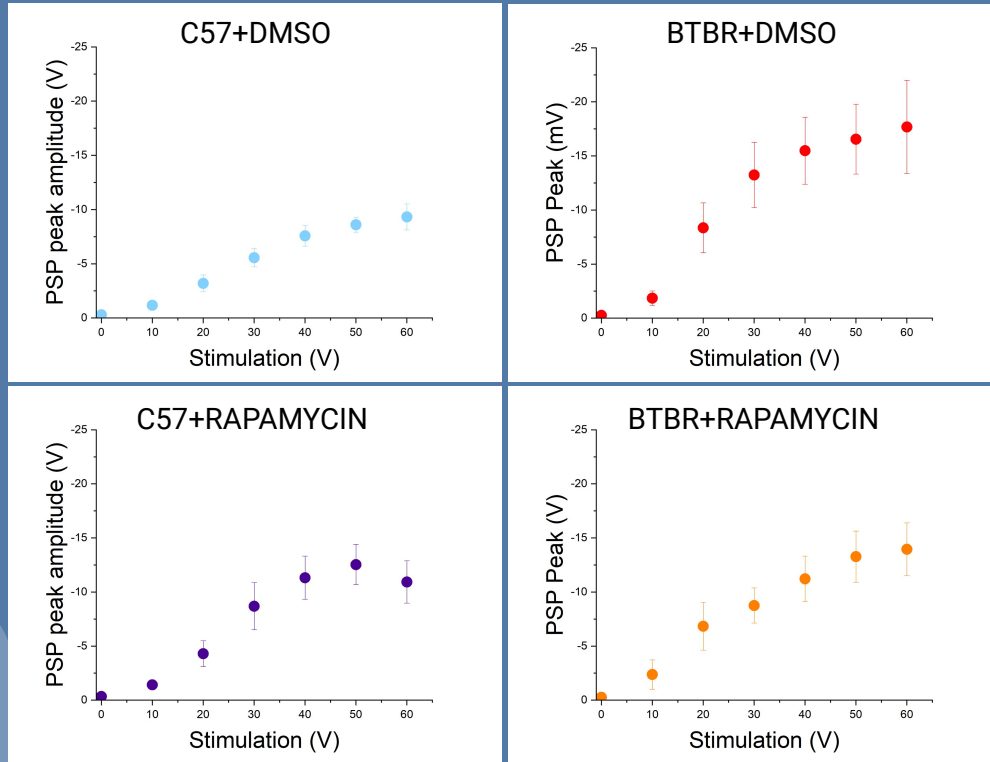 C57+DMSO
PSP peak amplitude (V)
-25
-20
-15
-10
-5
0
0 10 20 30 40 50 60
Stimulation (V)
BTBR+DMSO
PSP Peak (mV)
-25
-20
-15
-10
-5
0
0 10 20 30 40 50 60
Stimulation (V)
C57+RAPAMYCIN
PSP peak amplitude (V)
-25
-20
-15
-10
-5
0
0 10 20 30 40 50 60
Stimulation (V)
BTBR+RAPAMYCIN
PSP Peak (V)
-25
-20
-15
-10
-5
0
0 10 20 30 40 50 60
Stimulation (V)